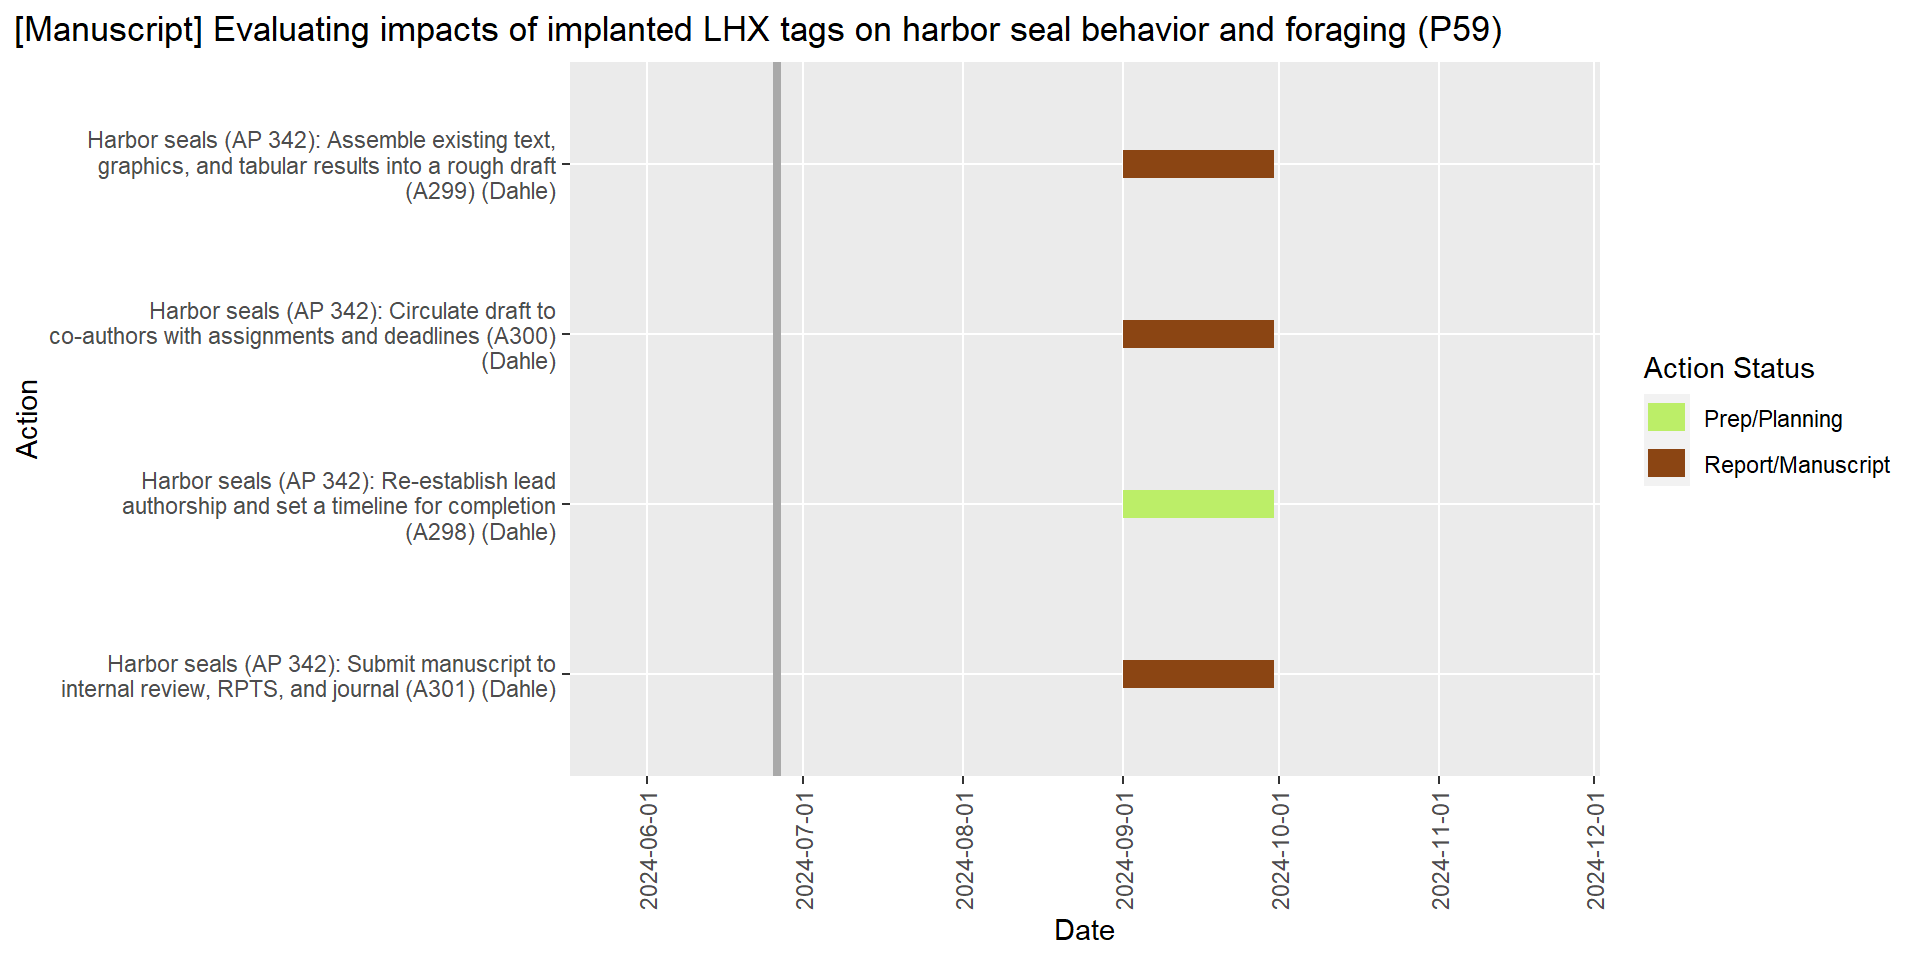 [Manuscript] Evaluating impacts of implanted LHX tags on harbor seal behavior and foraging (P59)
Harbor seals (AP 342): Assemble existing text,
graphics, and tabular results into a rough draft
(A299) (Dahle)
Harbor seals (AP 342): Circulate draft to
co-authors with assignments and deadlines (A300)
(Dahle)
Harbor seals (AP 342): Re-establish lead
authorship and set a timeline for completion
(A298) (Dahle)
Harbor seals (AP 342): Submit manuscript to
internal review, RPTS, and journal (A301) (Dahle)
Action
2024-06-01
2024-07-01
2024-08-01
2024-09-01
2024-10-01
2024-11-01
2024-12-01
Date
Action Status
Prep/Planning
Report/Manuscript